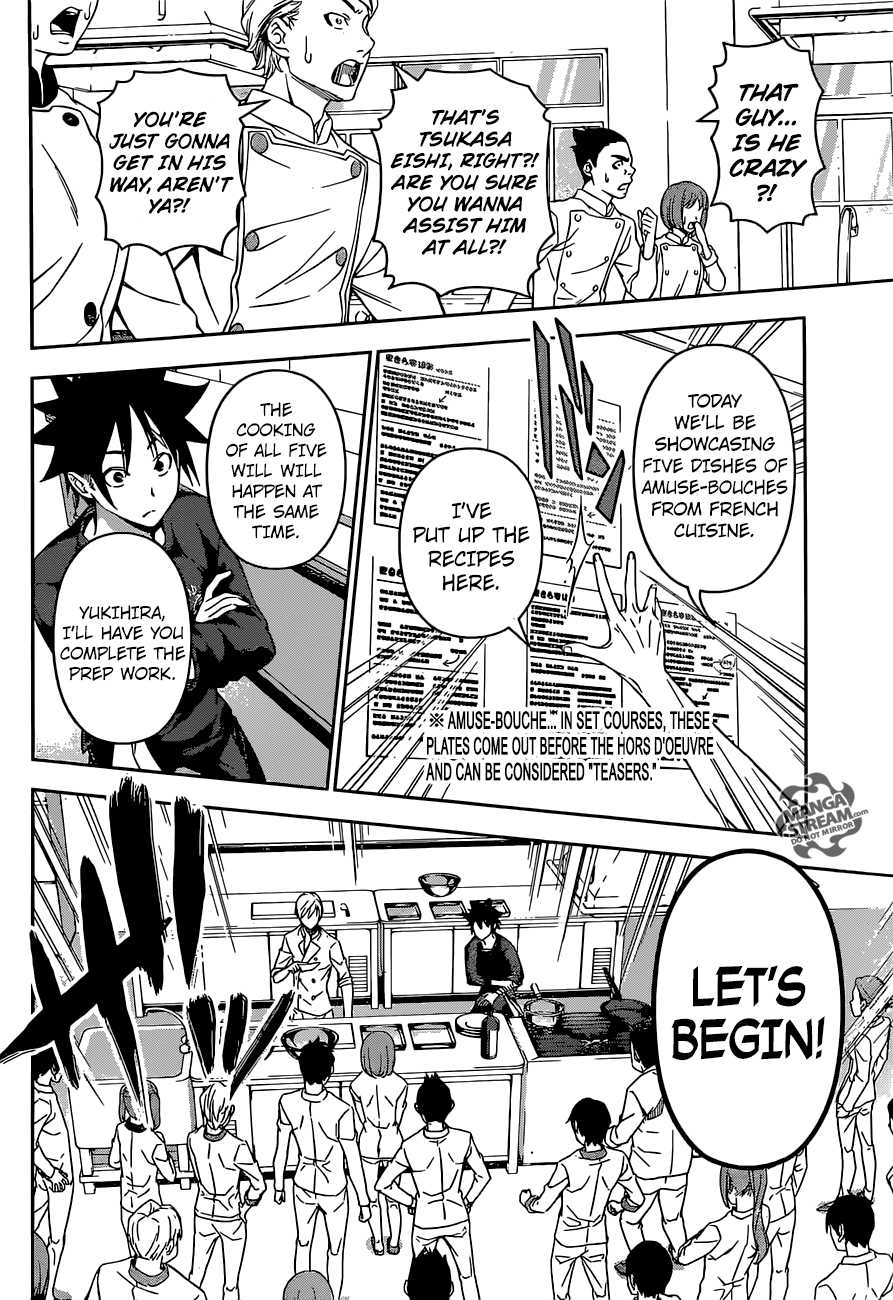 THAT
GUY...
IS HE
CRAZY
?!
THAT'S
TSUKASA
EISHI, RIGHT?!
ARE YOU SURE
YOU WANNA
ASSIST HIM
AT ALL?!
YOU'RE
JUST GONNA
GET IN HIS
WAY, AREN'T
YA?!
TODAY
WE'LL BE
SHOWCASING
FIVE DISHES OF
AMUSE-BOUCHES
FROM FRENCH
CUISINE.
I'VE
PUT UP THE
RECIPES
HERE.
※ AMUSE-BOUCHE... IN SET COURSES, THESE
PLATES COME OUT BEFORE THE HORS D'OEUVRE
AND CAN BE CONSIDERED "TEASERS."
THE
COOKING
OF ALL FIVE
WILL WILL
HAPPEN AT
THE SAME
TIME.
YUKIHIRA,
I'LL HAVE YOU
COMPLETE THE
PREP WORK.
MANGA
STREAM.com
DO NOT MIRROR
LET'S
BEGIN!